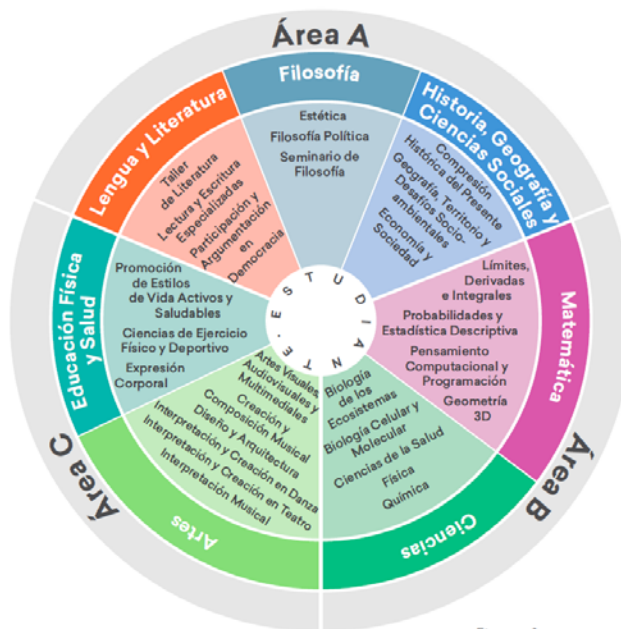 Área A
Filosofía
Estética
Filosofía Política
Seminario de
Filosofía
Historia, Geografía y
Ciencias Sociales
Compresión
Histórica del Presente
Geografía, Territorio y
Desafíos Socio-
ambientales
Economía y
Sociedad
Matemática
Límites,
Derivadas
e Integrales
Probabilidades y
Estadística Descriptiva
Pensamiento
Computacional y
Programación
Geometría
3D
Área B
Ciencias
Biología
de los
Ecosistemas
Biología Celular y
Molecular
Ciencias de la Salud
Física
Química
Artes
Artes Visuales,
Audiovisuales y
Multimediales
Creación y
Composición Musical
Diseño y Arquitectura
Interpretación y Creación en Danza
Interpretación y Creación en Teatro
Interpretación Musical
Área C
Educación Física
y Salud
Promoción
de Estilos
de Vida Activos y
Saludables
Ciencias de Ejercicio
Físico y Deportivo
Expresión
Corporal
Lengua y Literatura
Taller
de Literatura
Lectura y Escritura
Especializadas
Participación y
Argumentación
en
Democracia
ESTUDIANTE.